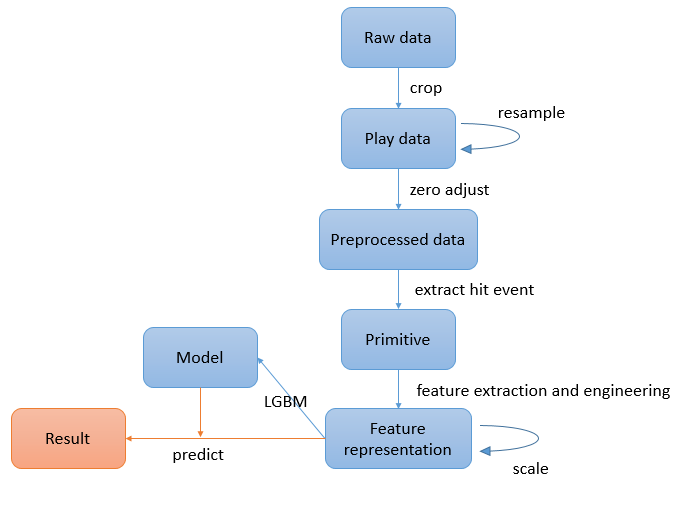 Raw data
crop
resample
Play data
zero adjust
Preprocessed data
extract hit event
Primitive
Model
feature extraction and engineering
LGBM
Feature
representation
Result
predict
scale